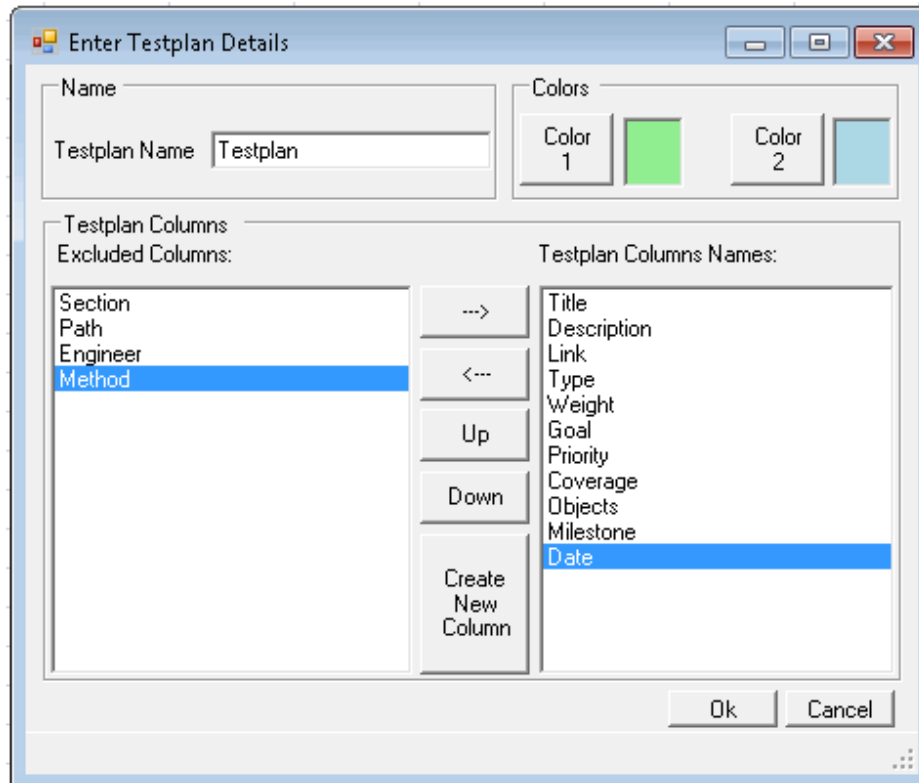 Enter Testplan Details
Name
Testplan Name
Testplan
Colors
Color
1
Color
2
Testplan Columns
Excluded Columns:
Section
Path
Engineer
Method
--->
<---
Up
Down
Create
New
Column
Testplan Columns Names:
Title
Description
Link
Type
Weight
Goal
Priority
Coverage
Objects
Milestone
Date
Ok
Cancel